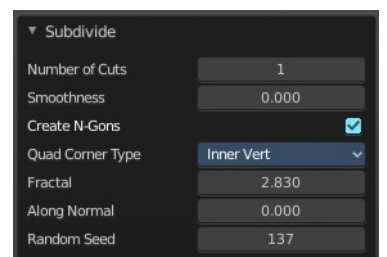 Subdivide
Number of Cuts 1
Smoothness 0.000
Create N-Gons
Quad Corner Type Inner Vert
Fractal 2.830
Along Normal 0.000
Random Seed 137